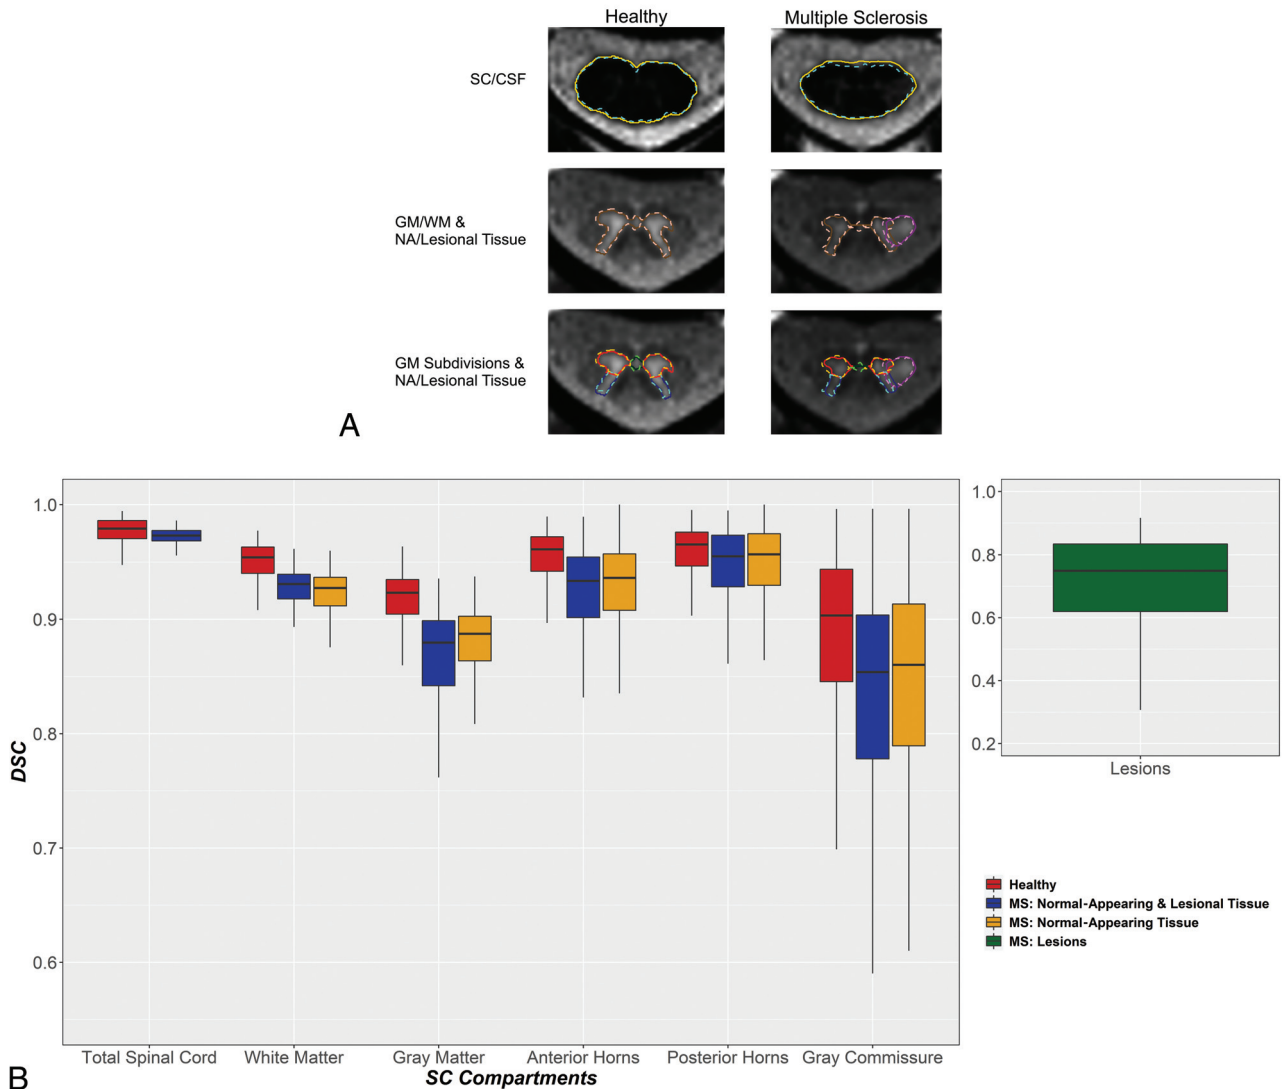 Healthy
Multiple Sclerosis
SC/CSF
GM/WM &
NA/Lesional Tissue
GM Subdivisions &
NA/Lesional Tissue
A
1.0
0.9
0.8
0.7
0.6
DSC
Total Spinal Cord
White Matter
Gray Matter
Anterior Horns
Posterior Horns
Gray Commissure
SC Compartments
1.0
0.8
0.6
0.4
0.2
Lesions
Healthy
MS: Normal-Appearing & Lesional Tissue
MS: Normal-Appearing Tissue
MS: Lesions
B